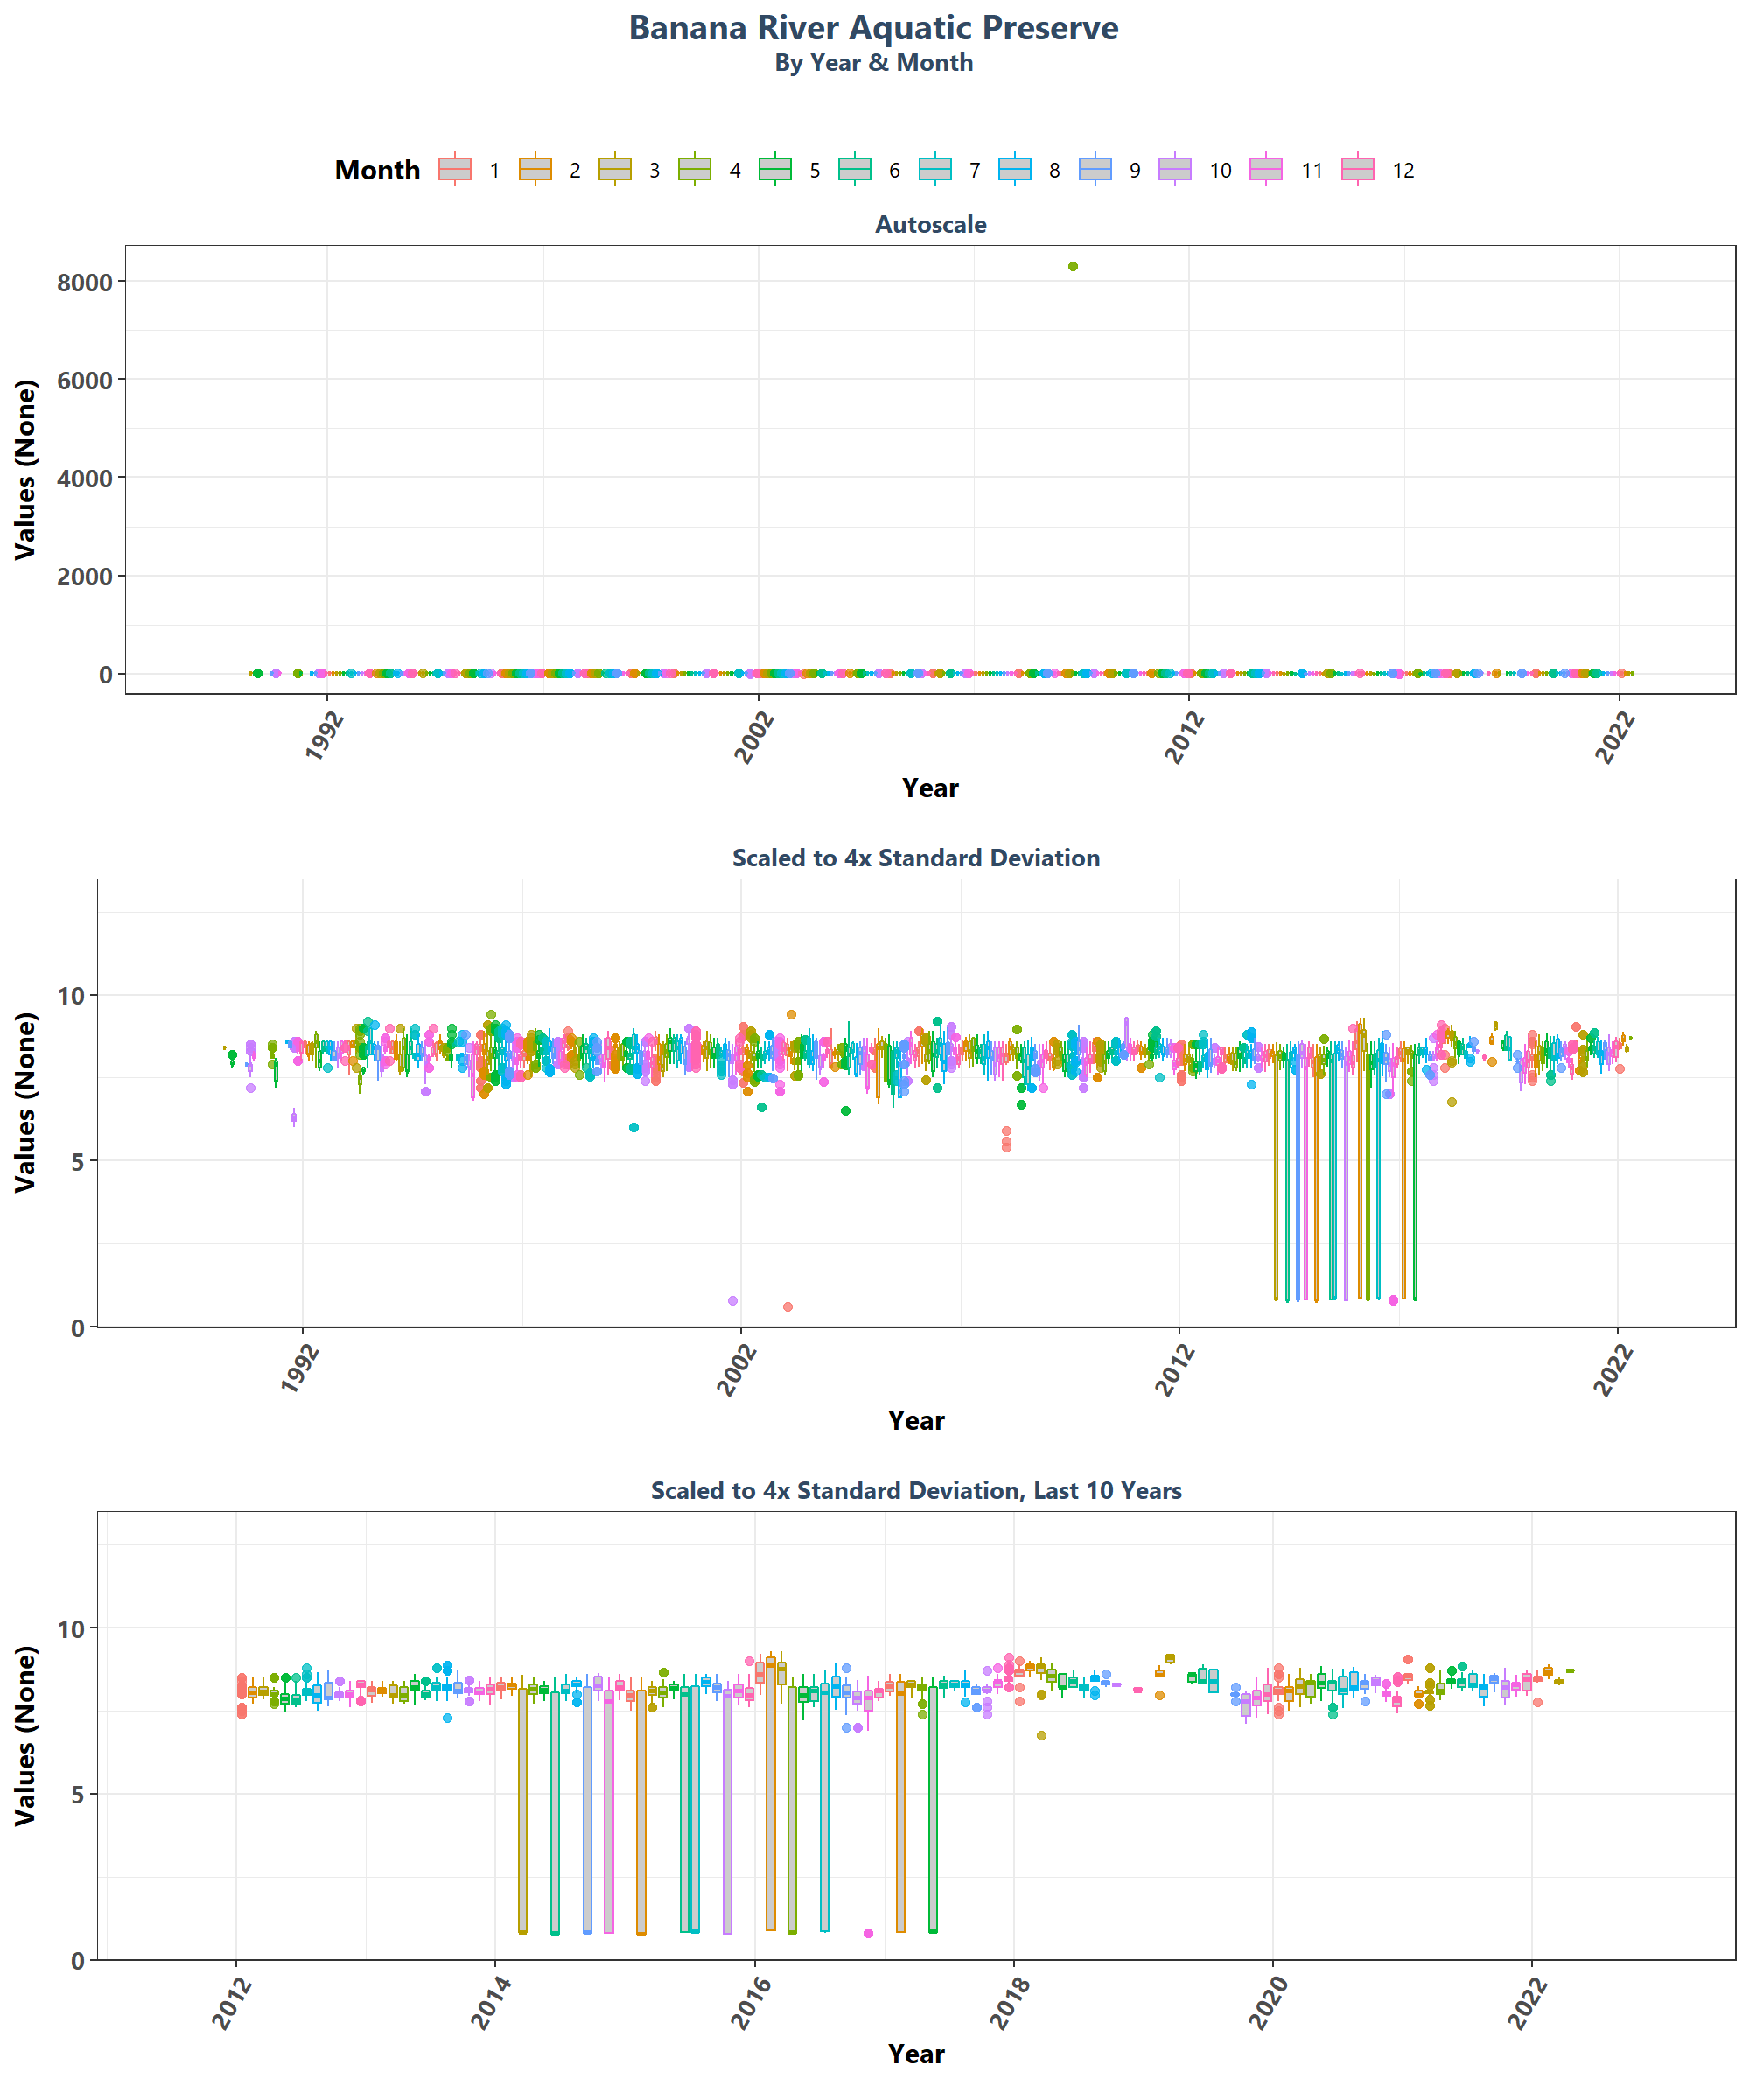 Banana River Aquatic Preserve
By Year & Month
Month 1 2 3 4 5 6 7 8 9 10 11 12
Autoscale
Values (None)
8000
6000
4000
2000
0
1992 2002 2012 2022
Year
Scaled to 4x Standard Deviation
Values (None)
10
5
0
1992 2002 2012 2022
Year
Scaled to 4x Standard Deviation, Last 10 Years
Values (None)
10
5
0
2012 2014 2016 2018 2020 2022
Year